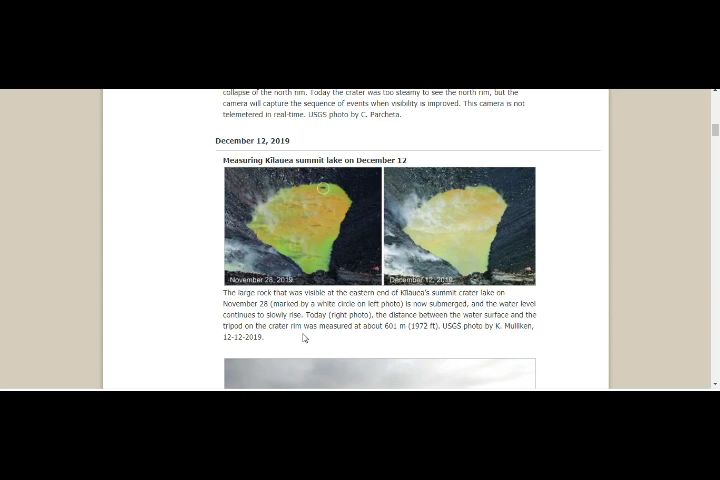 collapse of the north rim. Today the crater was too steamy to see the north rim, but the
camera will capture the sequence of events when visibility is improved. This camera is not
telemetered in real-time. USGS photo by C. Parcheta.
December 12, 2019
Measuring Kīlauea summit lake on December 12
November 28, 2019
December 12, 2019
The large rock that was visible at the eastern end of Kīlauea's summit crater lake on
November 28 (marked by a white circle on left photo) is now submerged, and the water level
continues to slowly rise. Today (right photo), the distance between the water surface and the
tripod on the crater rim was measured at about 601 m (1972 ft). USGS photo by K. Mulliken,
12-12-2019.